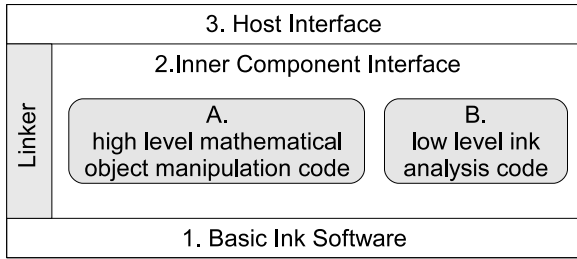 3. Host Interface
2.Inner Component Interface
Linker
A.
high level mathematical
object manipulation code
B.
low level ink
analysis code
1. Basic Ink Software